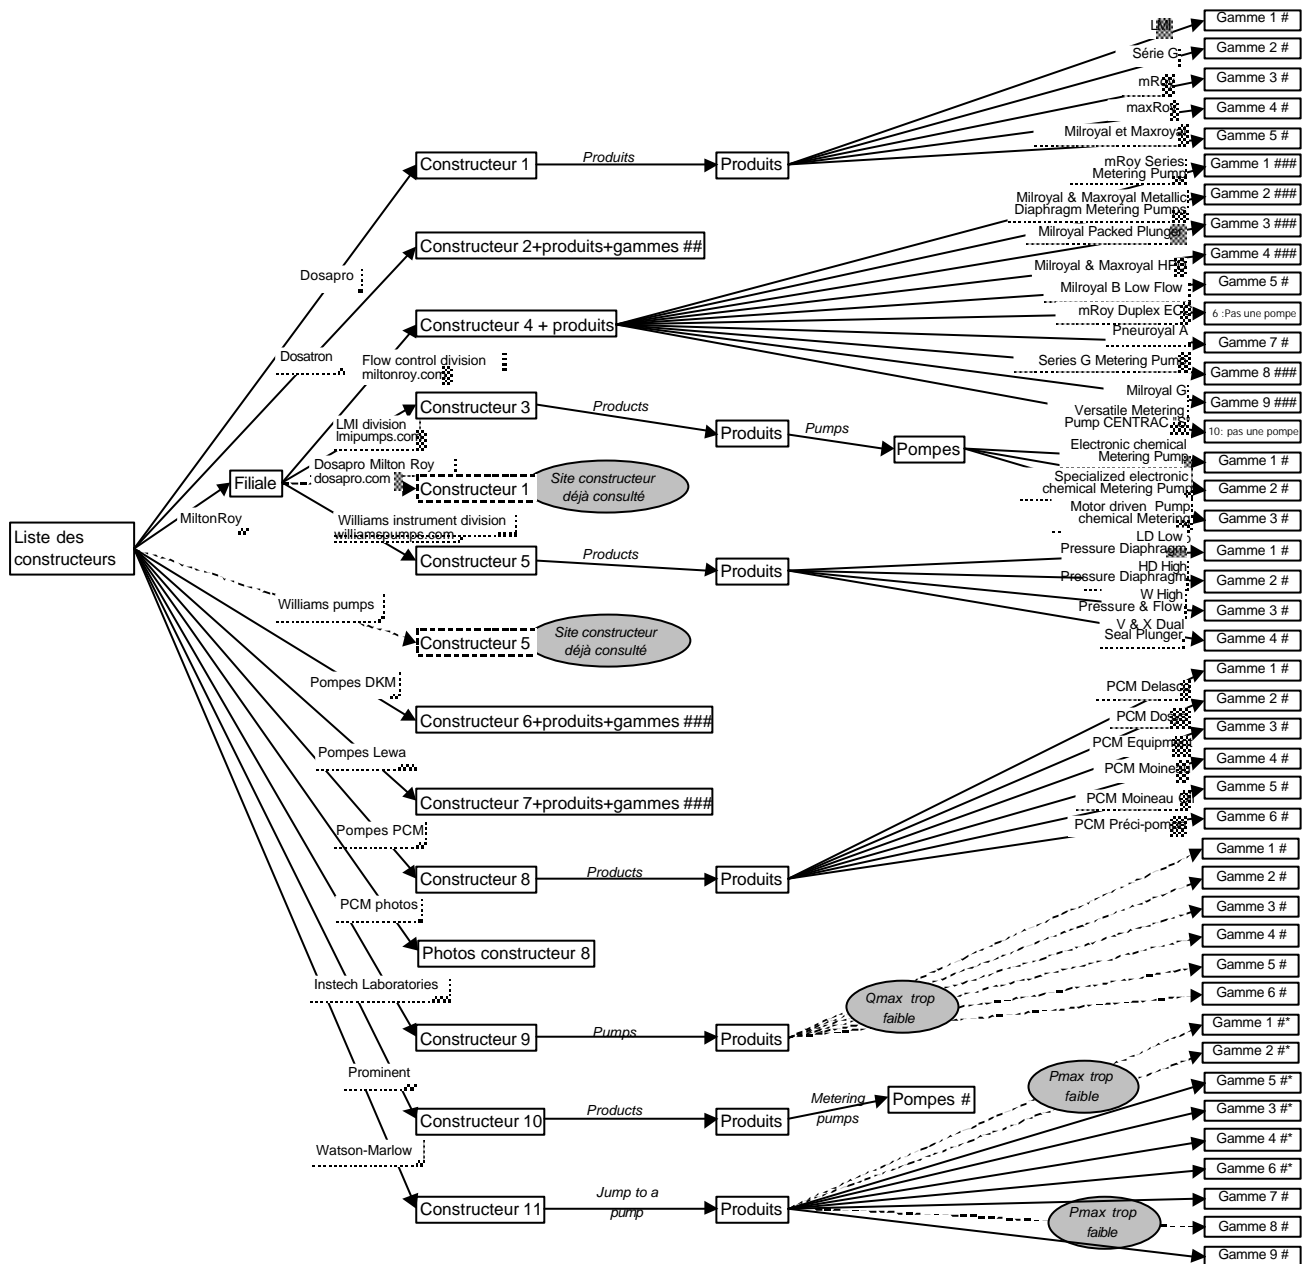 Liste des
constructeurs
Dosapro
Dosatron
MiltonRoy
Williams pumps
Pompes DKM
Pompes Lewa
Pompes PCM
PCM photos
Instech Laboratories
Prominent
Watson-Marlow
Filiale
Flow control division
miltonroy.com
LMI division
lmipumps.com
Dosapro Milton Roy
dosapro.com
Williams instrument division
williamspumps.com
Constructeur 1
Produits
Produits
Constructeur 2+produits+gammes ##
Constructeur 4 + produits
Constructeur 3
Products
Produits
Pumps
Pompes
Constructeur 1
Site constructeur
déjà consulté
Constructeur 5
Products
Produits
Constructeur 5
Site constructeur
déjà consulté
Constructeur 6+produits+gammes ###
Constructeur 7+produits+gammes ###
Constructeur 8
Products
Produits
Photos constructeur 8
Constructeur 9
Pumps
Produits
Qmax trop
faible
Constructeur 10
Products
Produits
Metering
pumps
Pompes #
Constructeur 11
Jump to a
pump
Produits
Pmax trop
faible
Pmax trop
faible
LMI
Gamme 1 #
Série G
Gamme 2 #
mRoy
Gamme 3 #
maxRoy
Gamme 4 #
Milroyal et Maxroyal
Gamme 5 #
mRoy Series
Metering Pump
Gamme 1 ###
Milroyal & Maxroyal Metallic
Diaphragm Metering Pumps
Gamme 2 ###
Milroyal Packed Plunger
Gamme 3 ###
Milroyal & Maxroyal HPD
Gamme 4 ###
Milroyal B Low Flow
Gamme 5 #
mRoy Duplex ECC
6 :Pas une pompe
Pneuroyal A
Gamme 7 #
Series G Metering Pump
Gamme 8 ###
Milroyal G
Gamme 9 ###
Versatile Metering
Pump CENTRAC "S"
10: pas une pompe
Electronic chemical
Metering Pump
Gamme 1 #
Specialized electronic
chemical Metering Pump
Gamme 2 #
Motor driven Pump
chemical Metering
Gamme 3 #
LD Low
Pressure Diaphragm
Gamme 1 #
HD High
Pressure Diaphragm
Gamme 2 #
W High
Pressure & Flow
Gamme 3 #
V & X Dual
Seal Plunger
Gamme 4 #
PCM Delasco
Gamme 1 #
PCM Dosys
Gamme 2 #
PCM Equipment
Gamme 3 #
PCM Moineau
Gamme 4 #
PCM Moineau
Gamme 5 #
PCM Préci-pompe
Gamme 6 #
Gamme 1 #
Gamme 2 #
Gamme 3 #
Gamme 4 #
Gamme 5 #
Gamme 6 #
Gamme 1 #*
Gamme 2 #*
Gamme 5 #*
Gamme 3 #*
Gamme 4 #*
Gamme 6 #*
Gamme 7 #
Gamme 8 #
Gamme 9 #